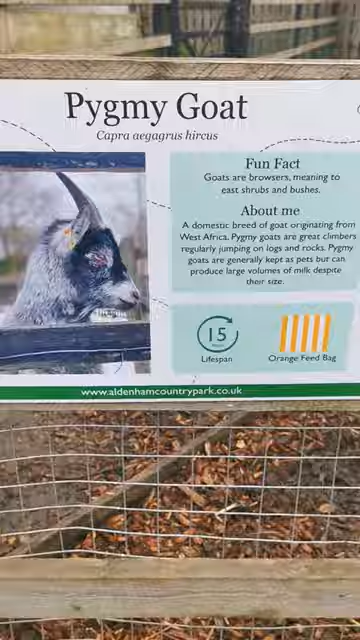 Pygmy Goat
Capra aegagrus hircus
Fun Fact
Goats are browsers, meaning to
east shrubs and bushes.
About me
A domestic breed of goat originating from
West Africa. Pygmy goats are great climbers
regularly jumping on logs and rocks. Pygmy
goats are generally kept as pets but can
produce large volumes of milk despite
their size.
15
Lifespan
Orange Feed Bag
www.aldenhamcountrypark.co.uk